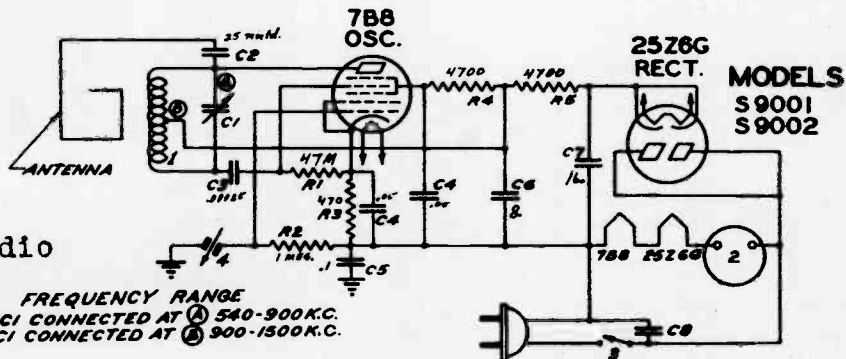 7B8
OSC.
25 mmfd.
C2
A
C1
B
1
ANTENNA
C3
.00025
47M
R1
470
R3
.05
C4
C4
.05
4700
R4
4700
R5
C6
8.
C7
16.
25Z6G
RECT.
MODELS
S9001
S9002
dio
4
R2
1 MEG.
.1
C5
7B8
25Z6G
2
C8
3
FREQUENCY RANGE
C1 CONNECTED AT A 540-900 K.C.
C1 CONNECTED AT B 900-1500 K.C.